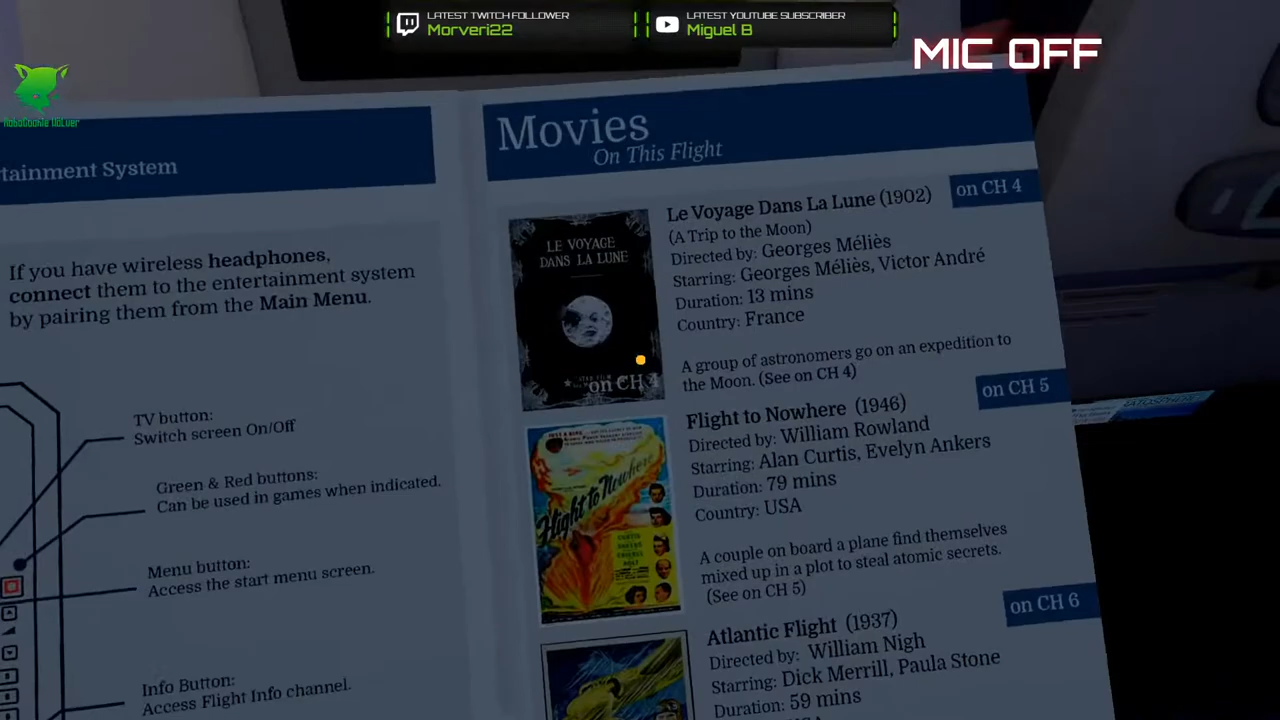 LATEST TWITCH FOLLOWER
Morveri22
LATEST YOUTUBE SUBSCRIBER
Miguel B
MIC OFF
tainment System
If you have wireless headphones,
connect them to the entertainment system
by pairing them from the Main Menu.
TV button:
Switch screen On/Off
Green & Red buttons:
Can be used in games when indicated.
Menu button:
Access the start menu screen.
Info Button:
Access Flight Info channel.
Movies
On This Flight
on CH 4
Le Voyage Dans La Lune (1902)
(A Trip to the Moon)
Directed by: Georges Méliès
Starring: Georges Méliès, Victor André
Duration: 13 mins
Country: France
A group of astronomers go on an expedition to
the Moon. (See on CH 4)
LE VOYAGE
DANS LA LUNE
on CH 4
on CH 5
Flight to Nowhere (1946)
Directed by: William Rowland
Starring: Alan Curtis, Evelyn Ankers
Duration: 79 mins
Country: USA
A couple on board a plane find themselves
mixed up in a plot to steal atomic secrets.
(See on CH 5)
Flight to Nowhere
on CH 6
Atlantic Flight (1937)
Directed by: William Nigh
Starring: Dick Merrill, Paula Stone
Duration: 59 mins